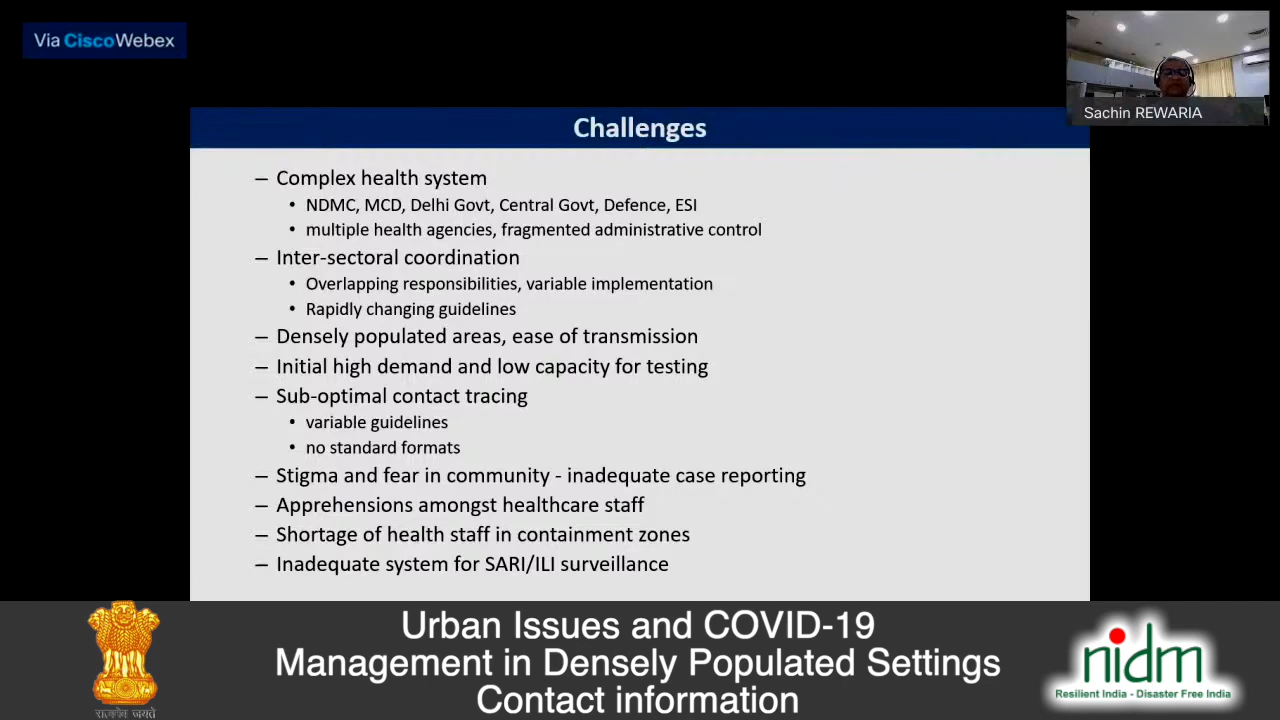 Via CiscoWebex
Sachin REWARIA
Challenges
– Complex health system
• NDMC, MCD, Delhi Govt, Central Govt, Defence, ESI
• multiple health agencies, fragmented administrative control
– Inter-sectoral coordination
• Overlapping responsibilities, variable implementation
• Rapidly changing guidelines
– Densely populated areas, ease of transmission
– Initial high demand and low capacity for testing
– Sub-optimal contact tracing
• variable guidelines
• no standard formats
– Stigma and fear in community - inadequate case reporting
– Apprehensions amongst healthcare staff
– Shortage of health staff in containment zones
– Inadequate system for SARI/ILI surveillance
Urban Issues and COVID-19
Management in Densely Populated Settings
Contact information
सत्यमेव जयते
nidm
Resilient India - Disaster Free India